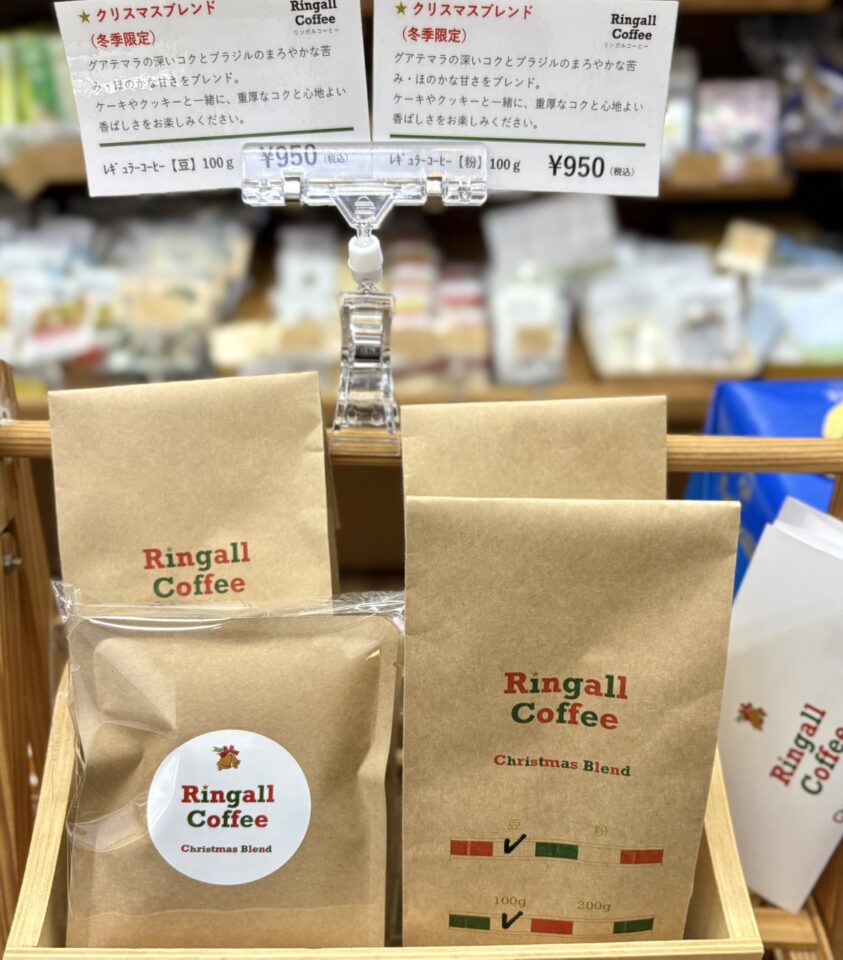 ★ クリスマスブレンド
(冬季限定)
Ringall
Coffee
リンガルコーヒー
グアテマラの深いコクとブラジルのまろやかな苦
み・ほのかな甘さをブレンド。
ケーキやクッキーと一緒に、重厚なコクと心地よい
香ばしさをお楽しみください。
ﾚｷﾞｭﾗｰｺｰﾋｰ【豆】100g ¥950 (税込)
★ クリスマスブレンド
(冬季限定)
Ringall
Coffee
リンガルコーヒー
グアテマラの深いコクとブラジルのまろやかな苦
み・ほのかな甘さをブレンド。
ケーキやクッキーと一緒に、重厚なコクと心地よい
香ばしさをお楽しみください。
ﾚｷﾞｭﾗｰｺｰﾋｰ【粉】100g ¥950 (税込)
Ringall
Coffee
Ringall
Coffee
Christmas Blend
Ringall
Coffee
Christmas Blend
豆 粉
100g 200g
Ringall
Coffee